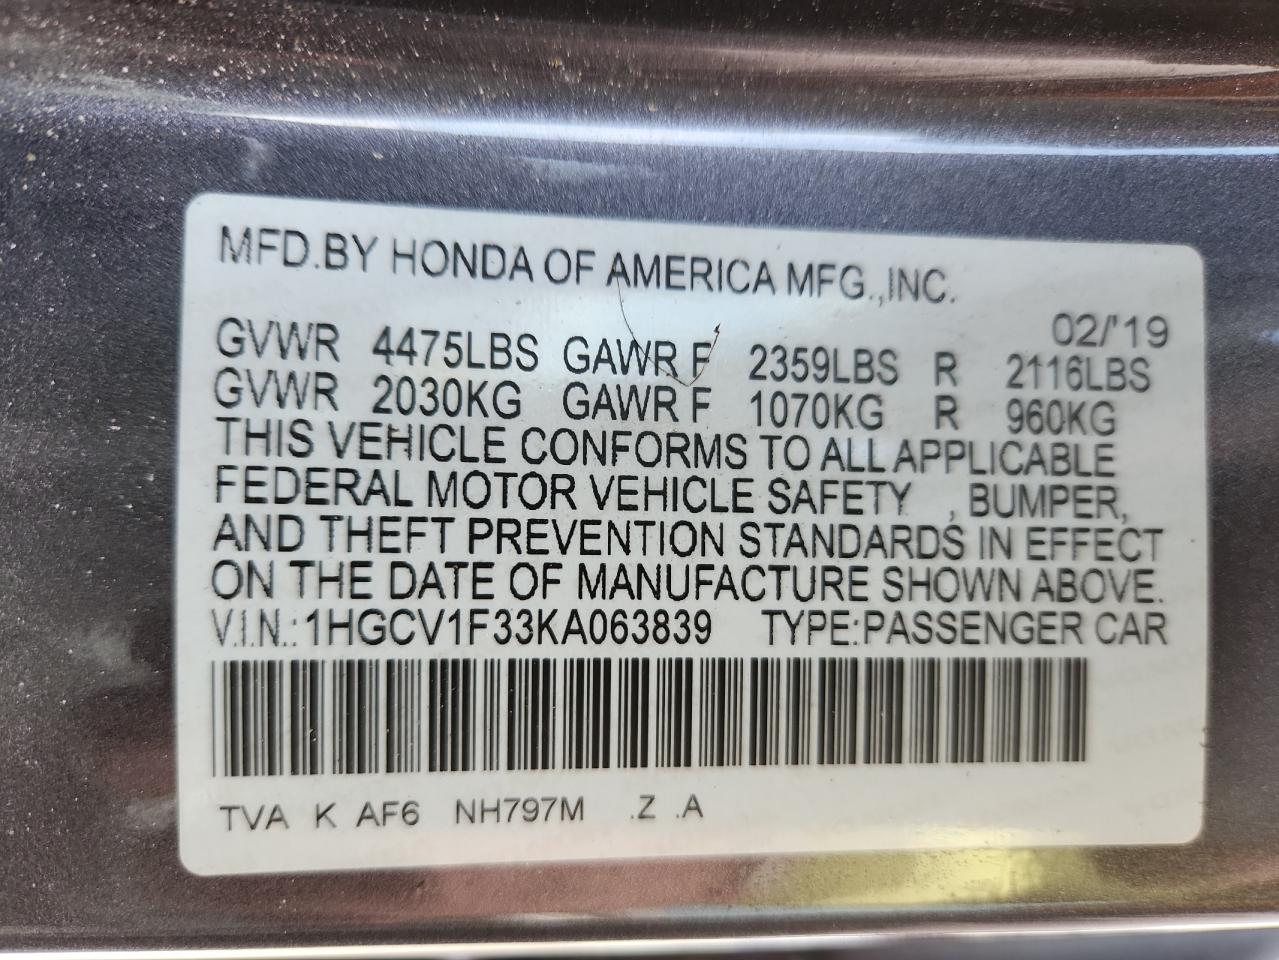 MFD.BY HONDA OF AMERICA MFG.,INC.
02/'19
GVWR 4475LBS GAWR F 2359LBS R 2116LBS
GVWR 2030KG GAWR F 1070KG R 960KG
THIS VEHICLE CONFORMS TO ALL APPLICABLE
FEDERAL MOTOR VEHICLE SAFETY , BUMPER,
AND THEFT PREVENTION STANDARDS IN EFFECT
ON THE DATE OF MANUFACTURE SHOWN ABOVE.
V.I.N.: 1HGCV1F33KA063839 TYPE:PASSENGER CAR
TVA K AF6 NH797M .Z .A